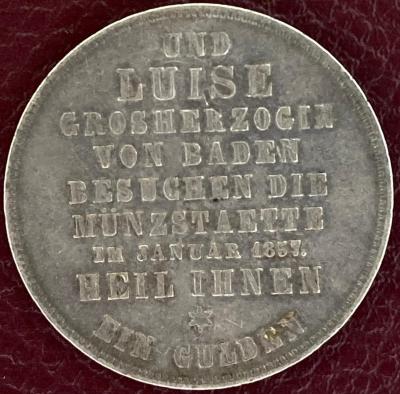 UND
LUISE
GROSHERZOGIN
VON BADEN
BESUCHEN DIE
MÜNZSTAETTE
IM JANUAR 1857.
HEIL IHNEN
EIN GULDEN